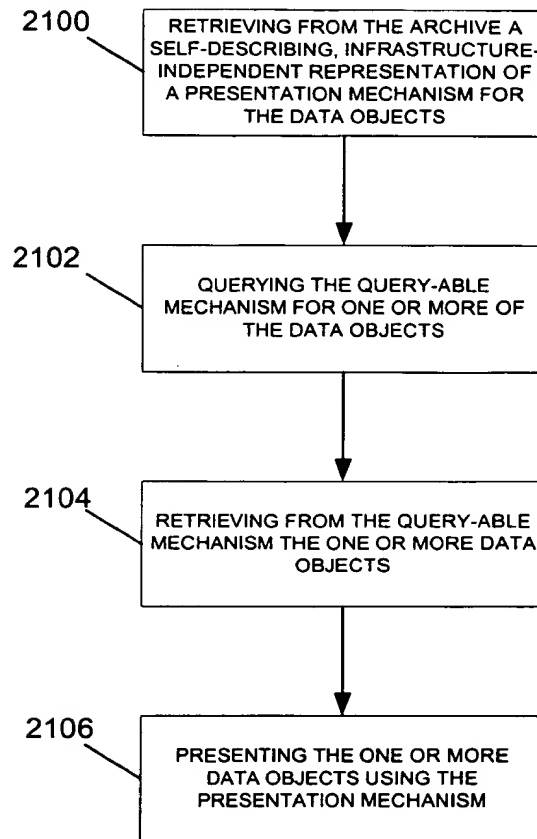 2100
RETRIEVING FROM THE ARCHIVE A
SELF-DESCRIBING, INFRASTRUCTURE-
INDEPENDENT REPRESENTATION OF
A PRESENTATION MECHANISM FOR
THE DATA OBJECTS
2102
QUERYING THE QUERY-ABLE
MECHANISM FOR ONE OR MORE OF
THE DATA OBJECTS
2104
RETRIEVING FROM THE QUERY-ABLE
MECHANISM THE ONE OR MORE DATA
OBJECTS
2106
PRESENTING THE ONE OR MORE
DATA OBJECTS USING THE
PRESENTATION MECHANISM